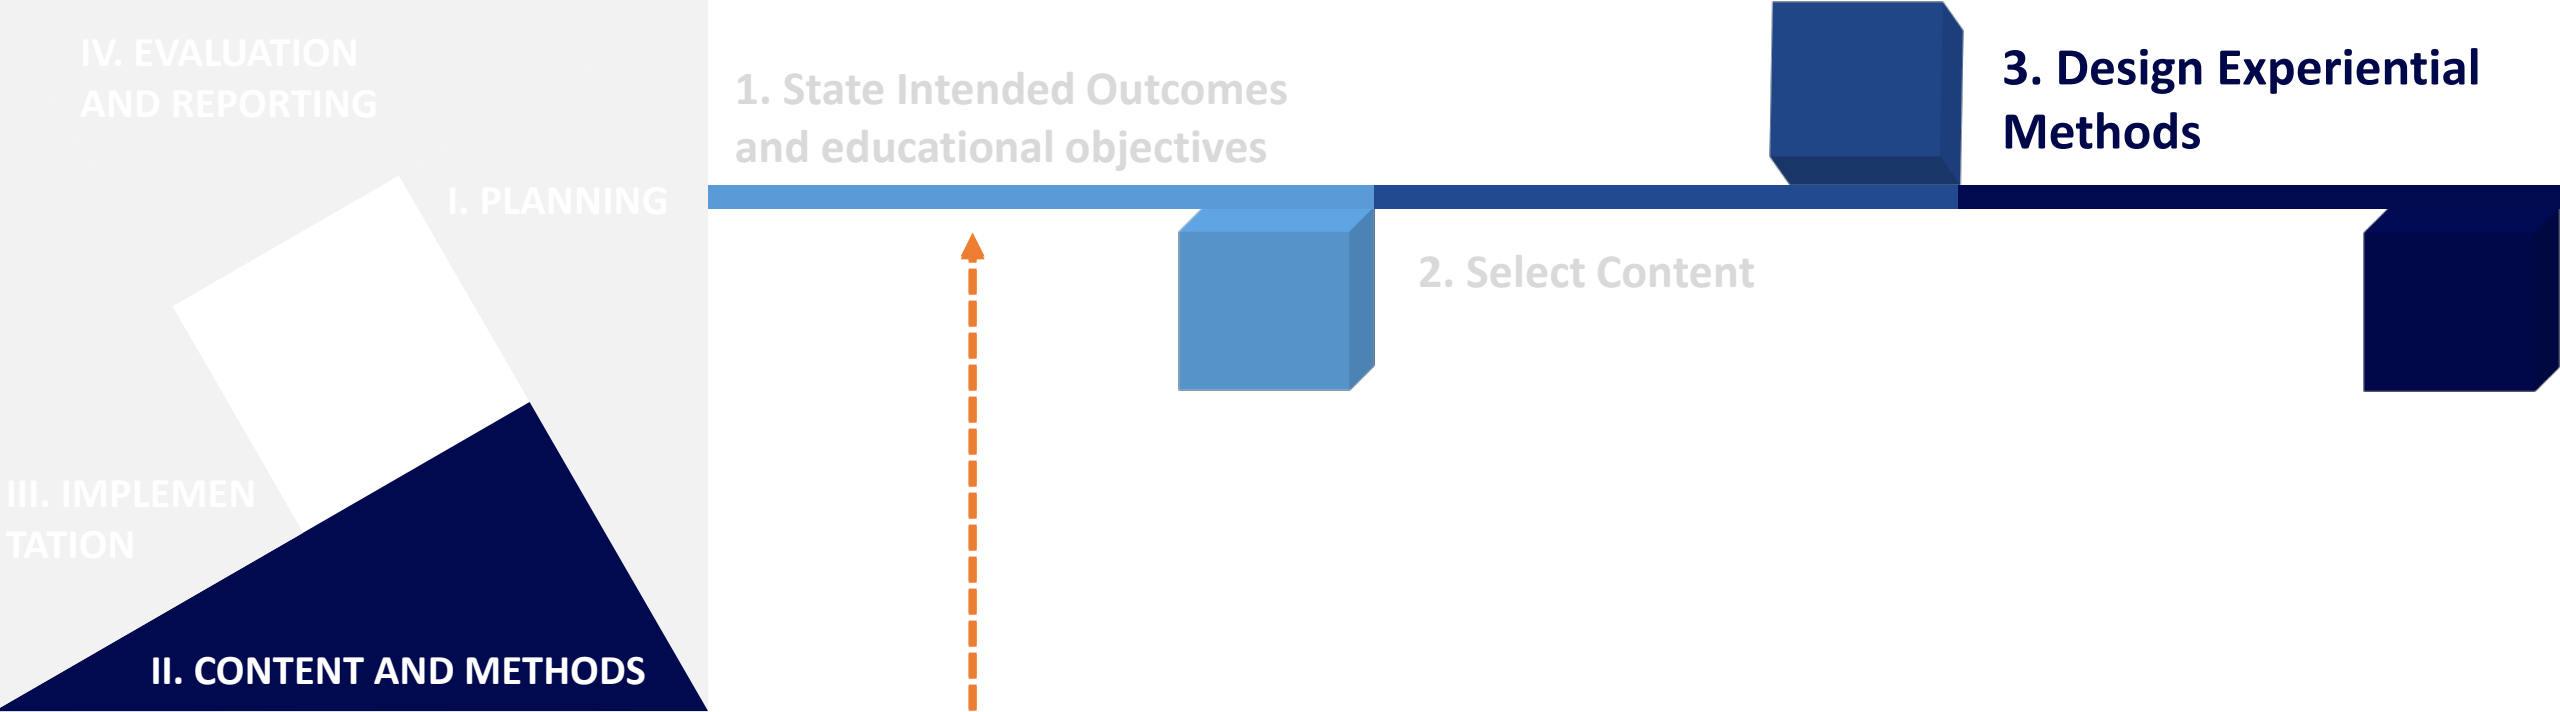 IV. EVALUATION
AND REPORTING
I. PLANNING
III. IMPLEMEN
TATION
II. CONTENT AND METHODS
1. State Intended Outcomes
and educational objectives
2. Select Content
3. Design Experiential
Methods